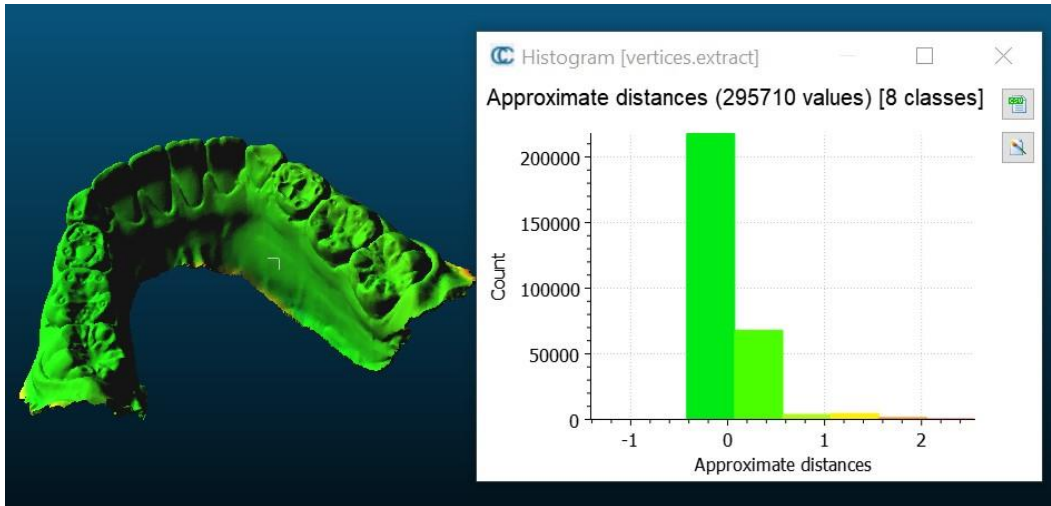 Histogram [vertices.extract]
Approximate distances (295710 values) [8 classes]
CSV
200000
150000
100000
50000
0
Count
-1 0 1 2
Approximate distances